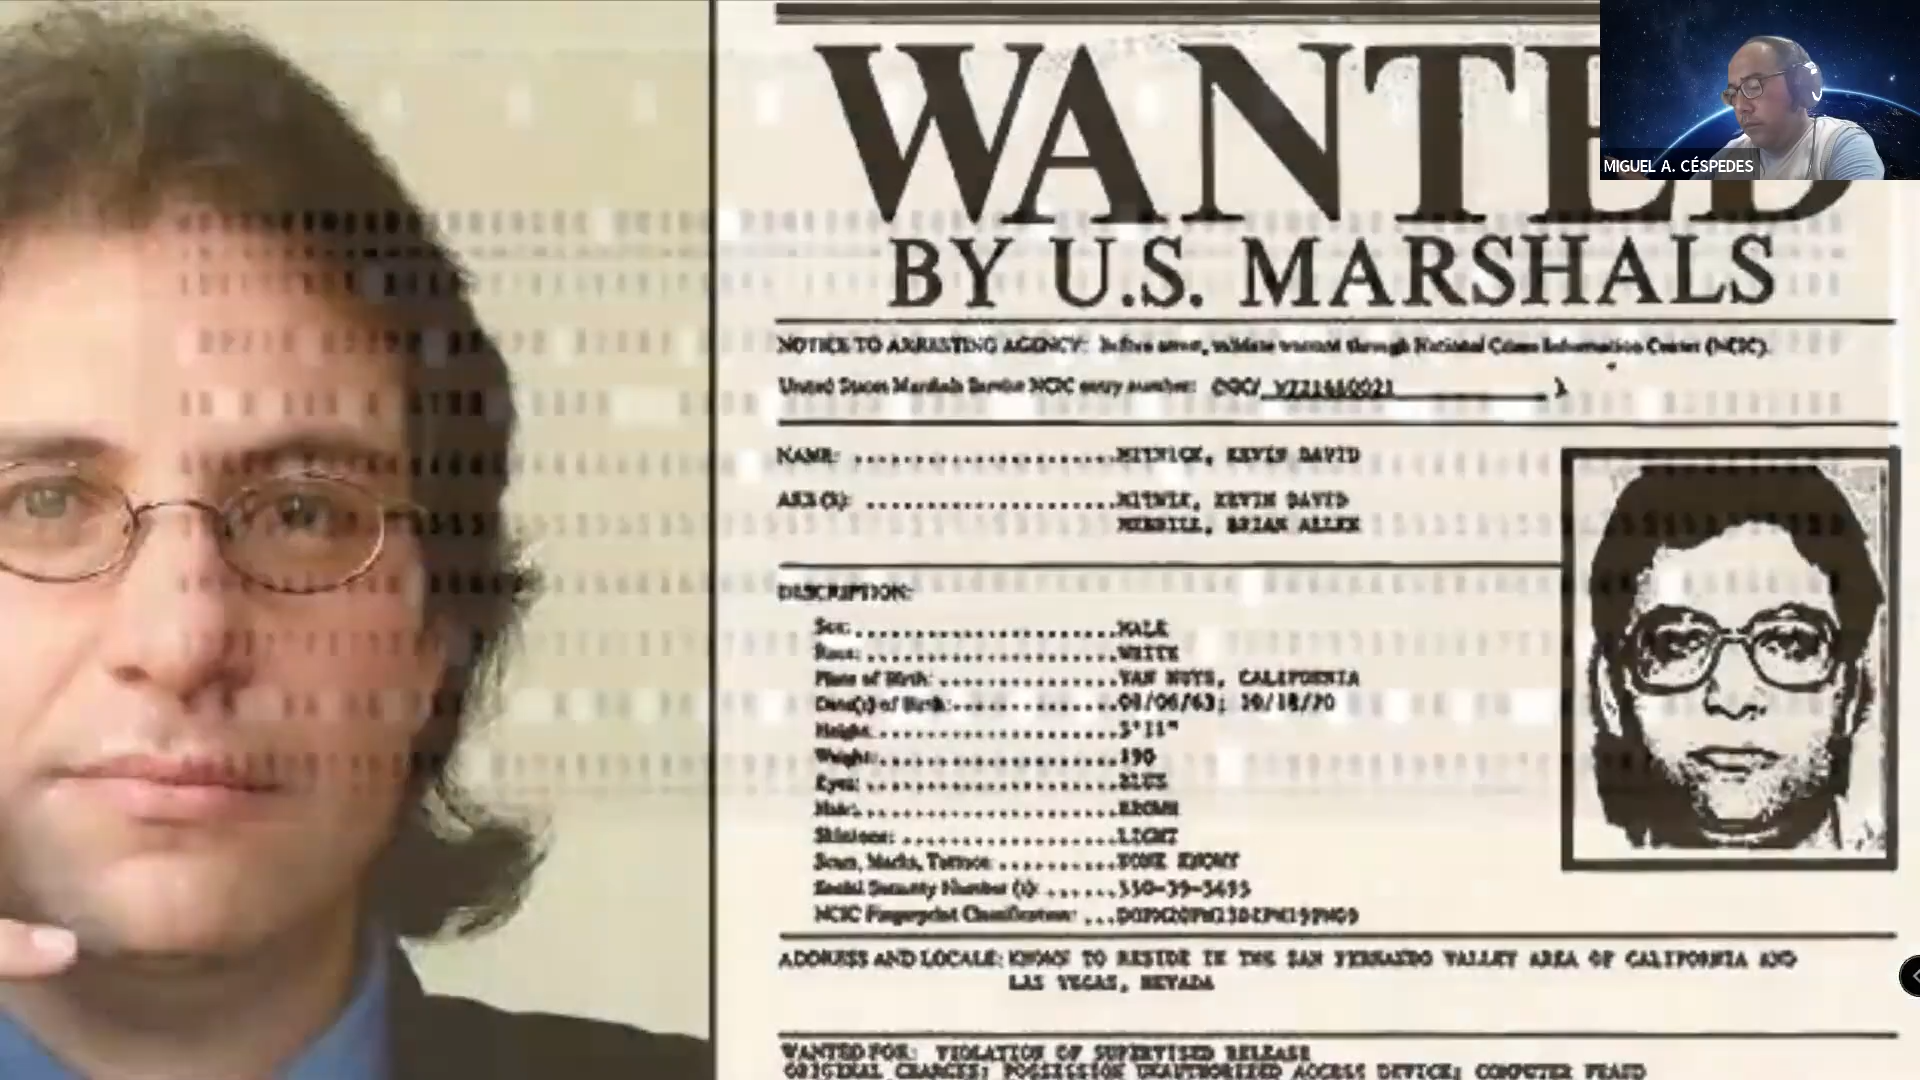 WANTED
MIGUEL A. CÉSPEDES
BY U.S. MARSHALS
NOTICE TO ARRESTING AGENCY: Before arrest, validate warrant through National Crime Information Center (NCIC).
United States Marshals Service NCIC entry number: (NIC/
NAME: MITNICK, KEVIN DAVID
AKS(S): MITNIK, KEVIN DAVID
MERRILL, BRIAN ALLEN
DESCRIPTION:
Sex: MALE
Race: WHITE
Place of Birth: VAN NUYS, CALIFORNIA
Date(s) of Birth: 08/06/63; 10/18/70
Height: 5'11"
Weight: 190
Eyes: BLUE
Hair: BROWN
Skintone: LIGHT
Scars, Marks, Tattoos: NONE KNOWN
Social Security Number (s):
NCIC Fingerprint Classification:
ADDRESS AND LOCALE: KNOWN TO RESIDE IN THE SAN FERNANDO VALLEY AREA OF CALIFORNIA AND
LAS VEGAS, NEVADA
WANTED FOR: VIOLATION OF SUPERVISED RELEASE
ORIGINAL CHARGES: POSSESSION UNAUTHORIZED ACCESS DEVICE; COMPUTER FRAUD